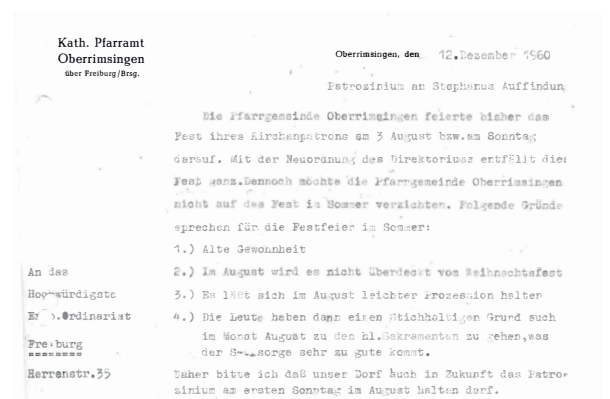 Kath. Pfarramt
Oberrimsingen
über Freiburg/Brsg.
Oberrimsingen, den 12.Dezember 1960
Patrozinium an Stephanus Auffindung
Die Pfarrgemeinde Oberrimsingen feierte bisher das
Fest ihres Kirchenpatrons am 3 August bzw.am Sonntag
darauf. Mit der Neuordnung des Direktoriums entfällt dies
Fest ganz.Dennoch möchte die Pfarrgemeinde Oberrimsingen
nicht auf das Fest im Sommer verzichten. Folgende Gründe
sprechen für die Festfeier im Sommer:
1.) Alte Gewohnheit
2.) Im August wird es nicht überdeckt vom Weihnachtsfest
3.) Es läßt sich im August leichter Prozession halten
4.) Die Leute haben dann einen Stichhaltigen Grund auch
im Monat August zu den hl.Sakramenten zu gehen,was
der Seelsorge sehr zu gute kommt.
Daher bitte ich daß unser Dorf auch in Zukunft das Patro-
zinium am ersten Sonntag im August halten darf.
An das
Hochwürdigste
Ordinariat
Freiburg
========
Herrenstr.35